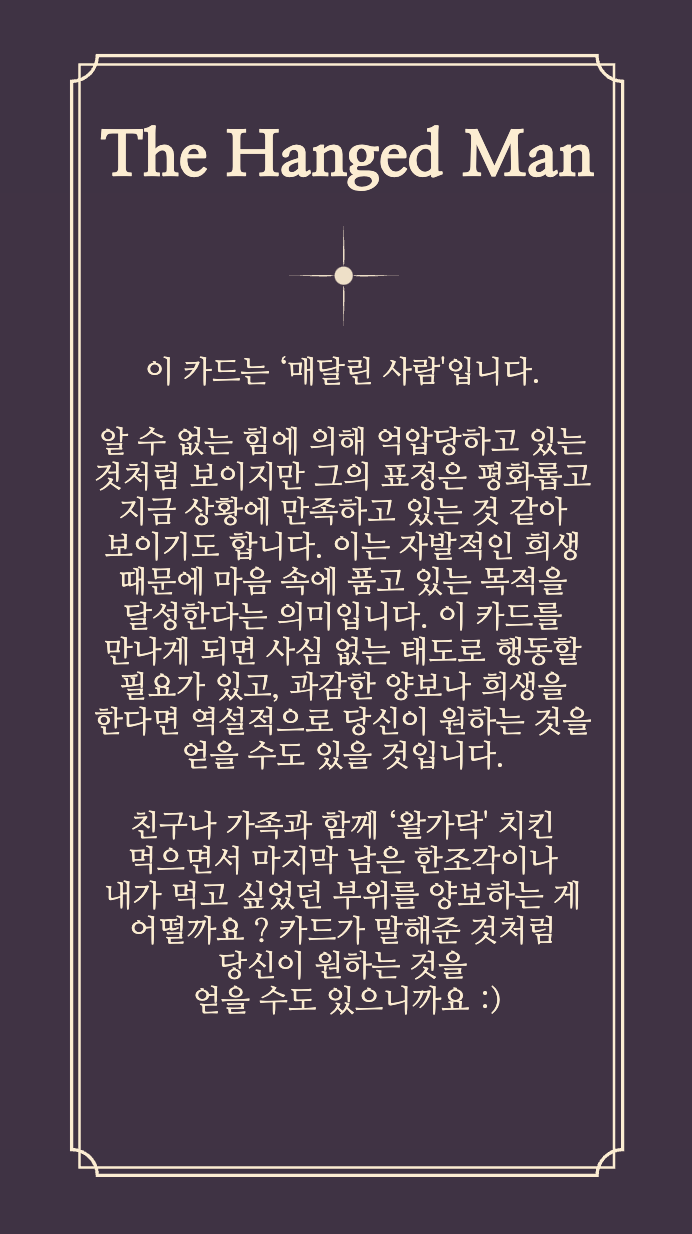 The Hanged Man
이 카드는 ‘매달린 사람'입니다.
알 수 없는 힘에 의해 억압당하고 있는
것처럼 보이지만 그의 표정은 평화롭고
지금 상황에 만족하고 있는 것 같아
보이기도 합니다. 이는 자발적인 희생
때문에 마음 속에 품고 있는 목적을
달성한다는 의미입니다. 이 카드를
만나게 되면 사심 없는 태도로 행동할
필요가 있고, 과감한 양보나 희생을
한다면 역설적으로 당신이 원하는 것을
얻을 수도 있을 것입니다.
친구나 가족과 함께 ‘왈가닥' 치킨
먹으면서 마지막 남은 한조각이나
내가 먹고 싶었던 부위를 양보하는 게
어떨까요 ? 카드가 말해준 것처럼
당신이 원하는 것을
얻을 수도 있으니까요 :)